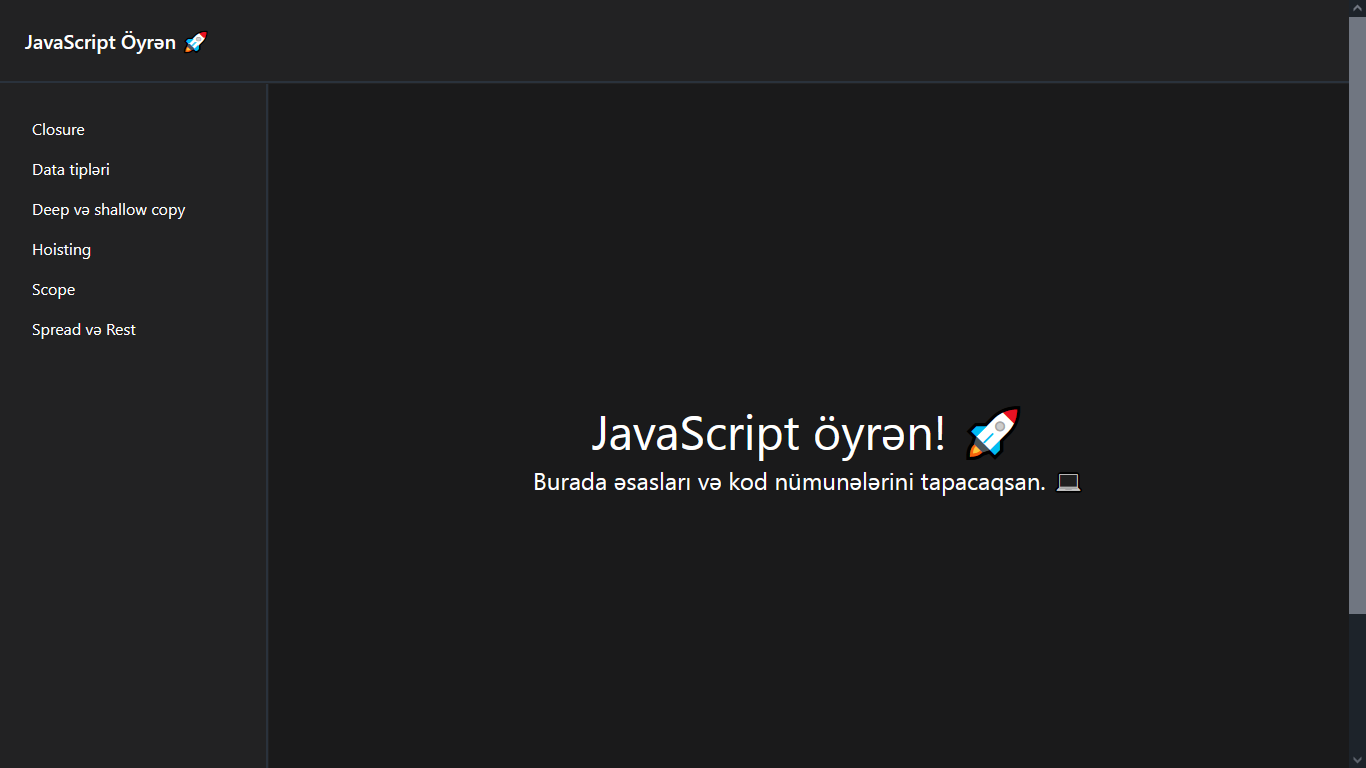 JavaScript Öyrən 🚀
Closure
Data tipləri
Deep və shallow copy
Hoisting
Scope
Spread və Rest
JavaScript öyrən! 🚀
Burada əsasları və kod nümunələrini tapacaqsan. 💻